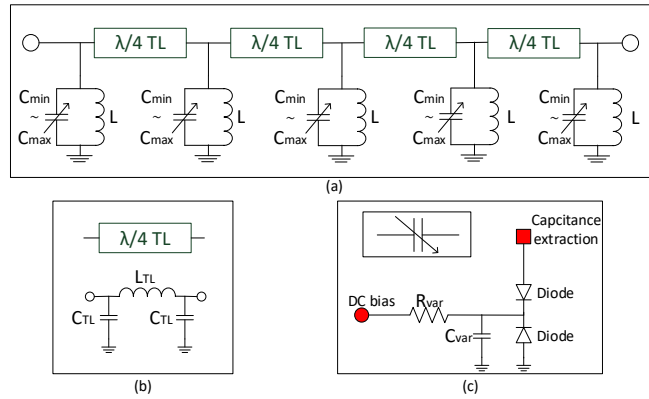 λ/4 TL λ/4 TL λ/4 TL λ/4 TL
Cmin Cmin Cmin Cmin Cmin
~ L ~ L ~ L ~ L ~ L
Cmax Cmax Cmax Cmax Cmax
(a)
λ/4 TL
LTL
CTL CTL
(b)
Capcitance
extraction
DC bias Rvar Diode
Cvar Diode
(c)